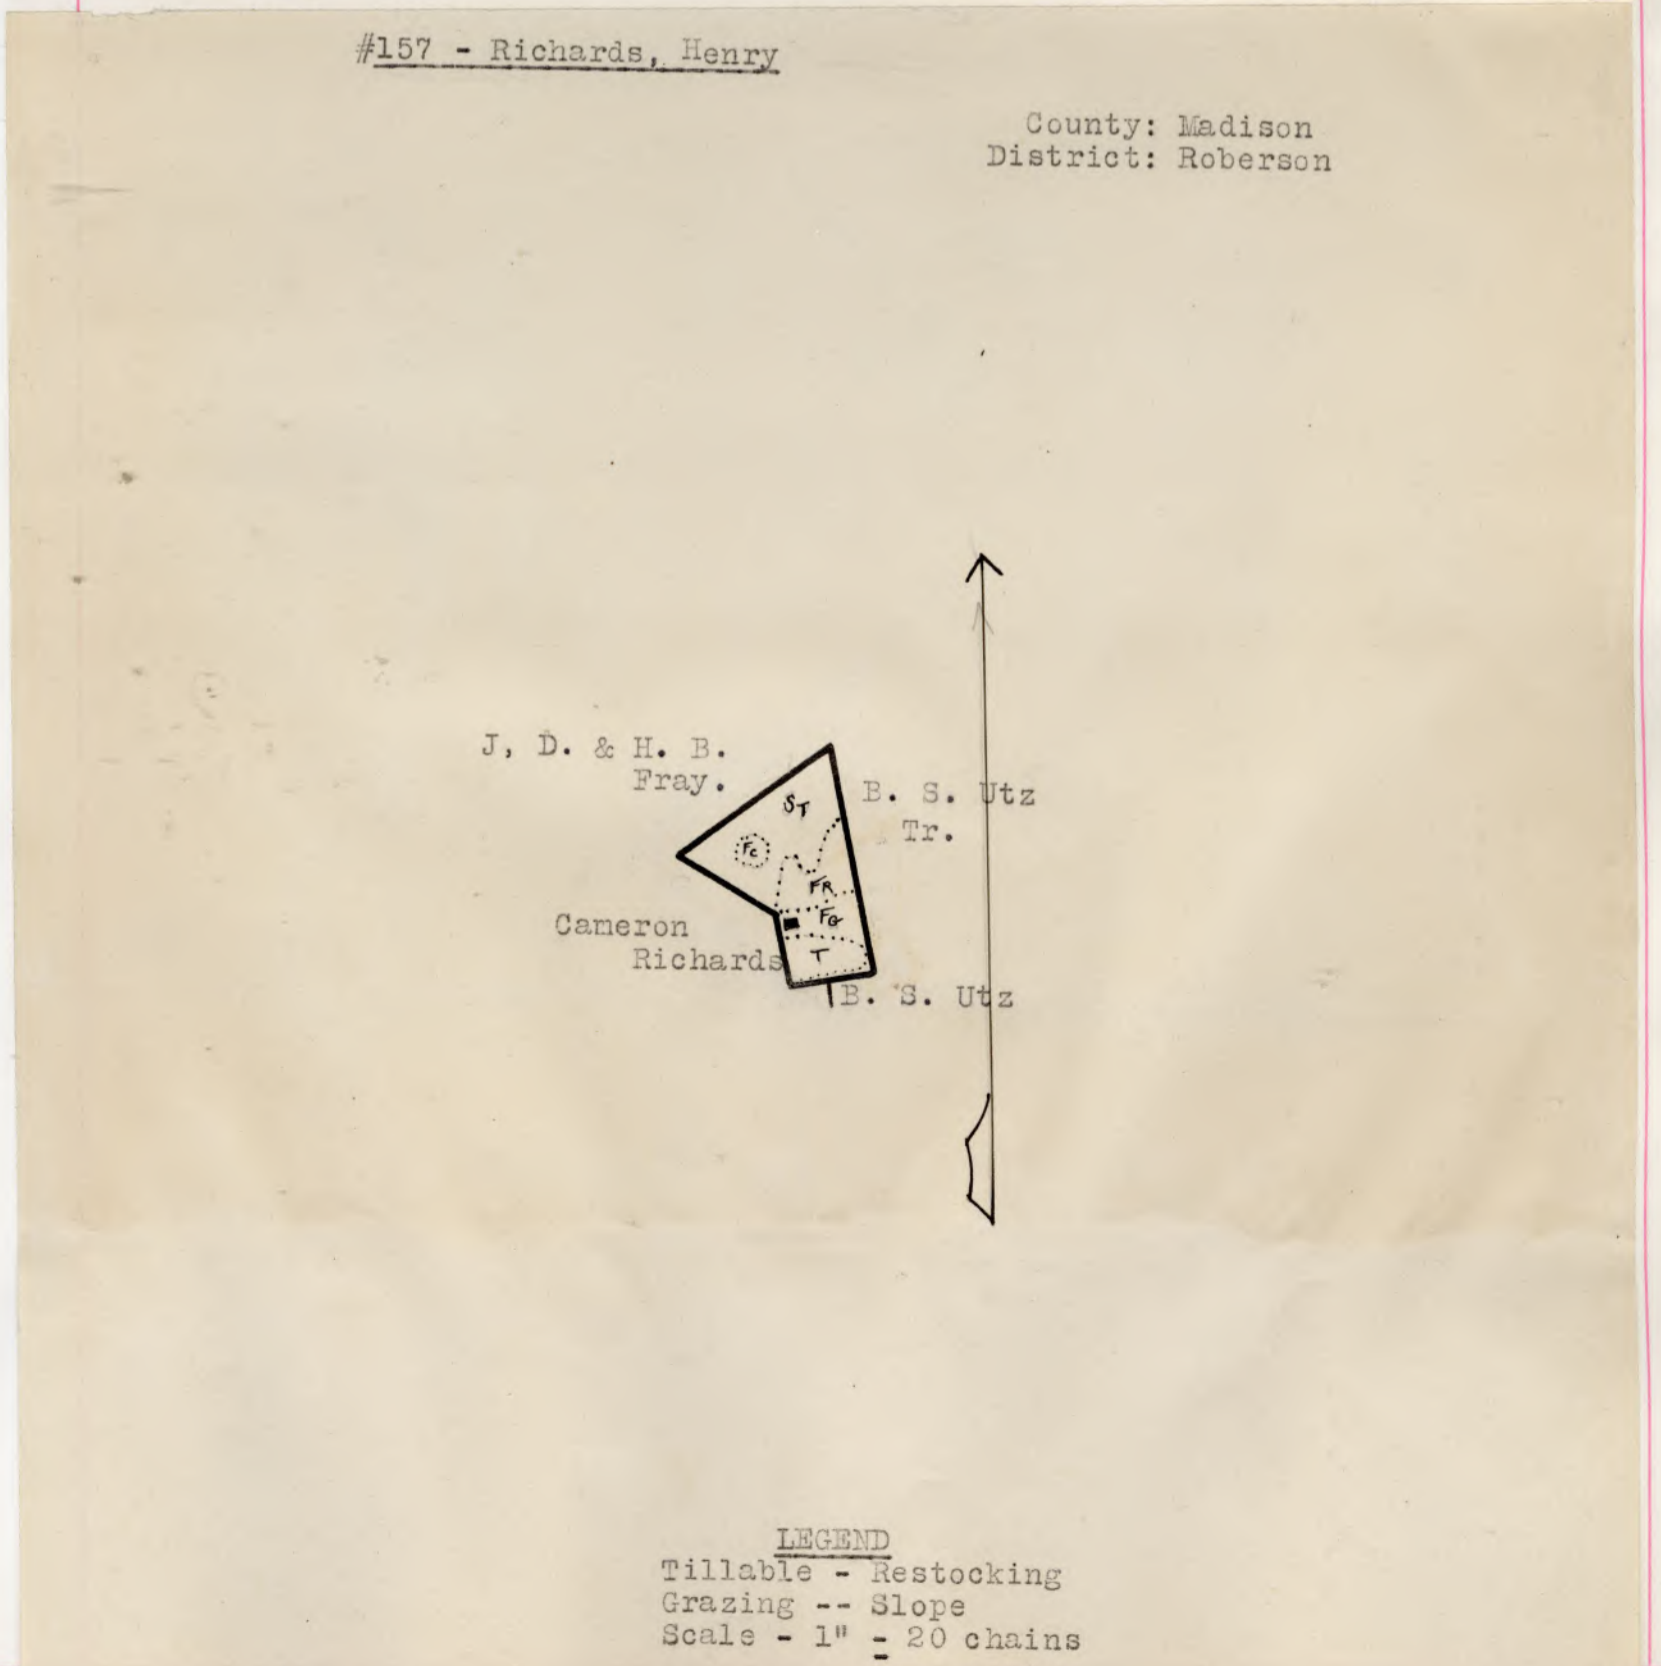 #157 - Richards, Henry
County: Madison
District: Roberson
J, D. & H. B.
Fray.
B. S. Utz
Tr.
ST
Fc
FR
FG
T
Cameron
Richards
B. S. Utz
LEGEND
Tillable - Restocking
Grazing -- Slope
Scale - 1" = 20 chains